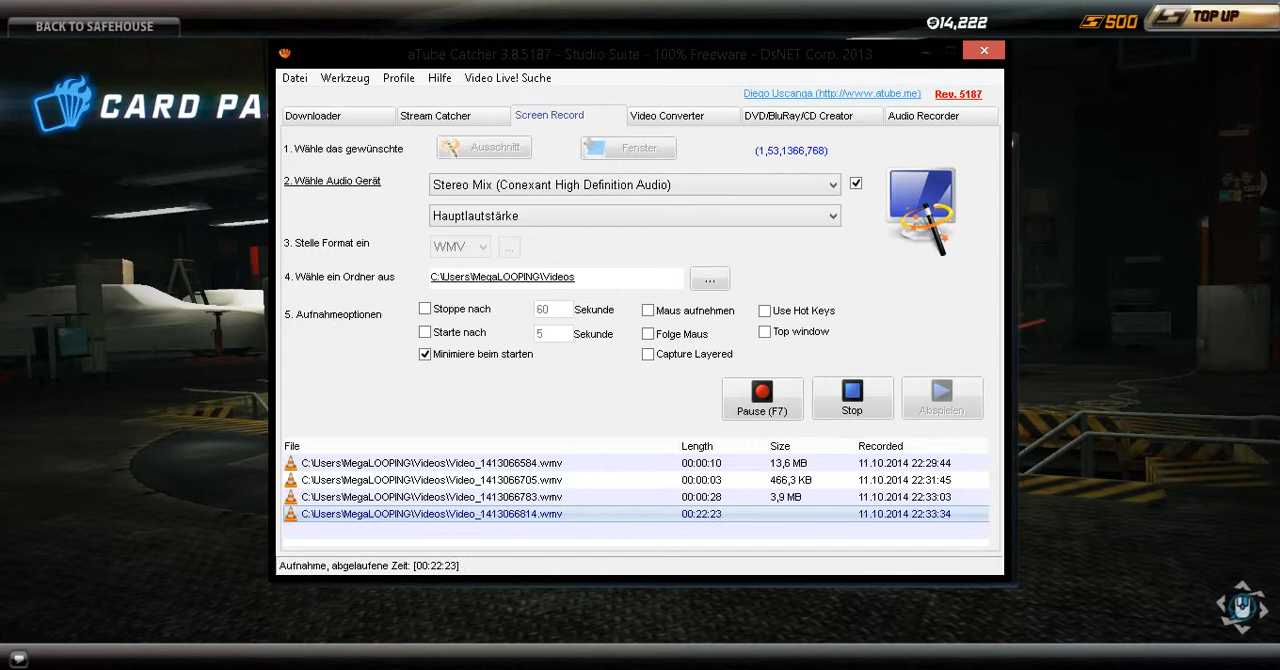 BACK TO SAFEHOUSE
14,222
500
TOP UP
CARD PA
aTube Catcher 3.8.5187 - Studio Suite - 100% Freeware - DsNET Corp. 2013
Datei Werkzeug Profile Hilfe Video Live! Suche
Diego Uscanga (http://www.atube.me) Rev. 5187
Downloader Stream Catcher Screen Record Video Converter DVD/BluRay/CD Creator Audio Recorder
1. Wähle das gewünschte Ausschnitt Fenster (1,53,1366,768)
2. Wähle Audio Gerät Stereo Mix (Conexant High Definition Audio)
Hauptlautstärke
3. Stelle Format ein WMV ...
4. Wähle ein Ordner aus C:\Users\MegaLOOPING\Videos ...
5. Aufnahmeoptionen Stoppe nach 60 Sekunde Maus aufnehmen Use Hot Keys
Starte nach 5 Sekunde Folge Maus Top window
Minimiere beim starten Capture Layered
Pause (F7) Stop Abspielen
File Length Size Recorded
C:\Users\MegaLOOPING\Videos\Video_1413066584.wmv 00:00:10 13,6 MB 11.10.2014 22:29:44
C:\Users\MegaLOOPING\Videos\Video_1413066705.wmv 00:00:03 466,3 KB 11.10.2014 22:31:45
C:\Users\MegaLOOPING\Videos\Video_1413066783.wmv 00:00:28 3,9 MB 11.10.2014 22:33:03
C:\Users\MegaLOOPING\Videos\Video_1413066814.wmv 00:22:23 11.10.2014 22:33:34
Aufnahme, abgelaufene Zeit: [00:22:23]